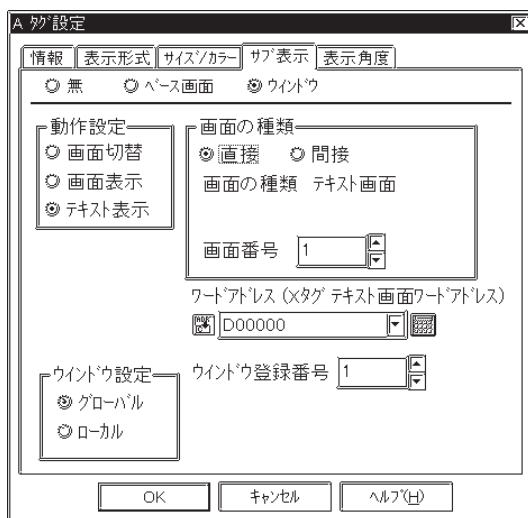 A ﾀｸﾞ設定
情報 表示形式 ｻｲｽﾞ/ｶﾗｰ ｻﾌﾞ表示 表示角度
無 ﾍﾞｰｽ画面 ｳｲﾝﾄﾞｳ
動作設定
画面切替
画面表示
ﾃｷｽﾄ表示
画面の種類
直接 間接
画面の種類 ﾃｷｽﾄ画面
画面番号 1
ﾜｰﾄﾞｱﾄﾞﾚｽ (Xﾀｸﾞ ﾃｷｽﾄ画面ﾜｰﾄﾞｱﾄﾞﾚｽ)
D00000
ｳｲﾝﾄﾞｳ設定
ｸﾞﾛｰﾊﾞﾙ
ﾛｰｶﾙ
ｳｲﾝﾄﾞｳ登録番号 1
OK ｷｬﾝｾﾙ ﾍﾙﾌﾟ(H)